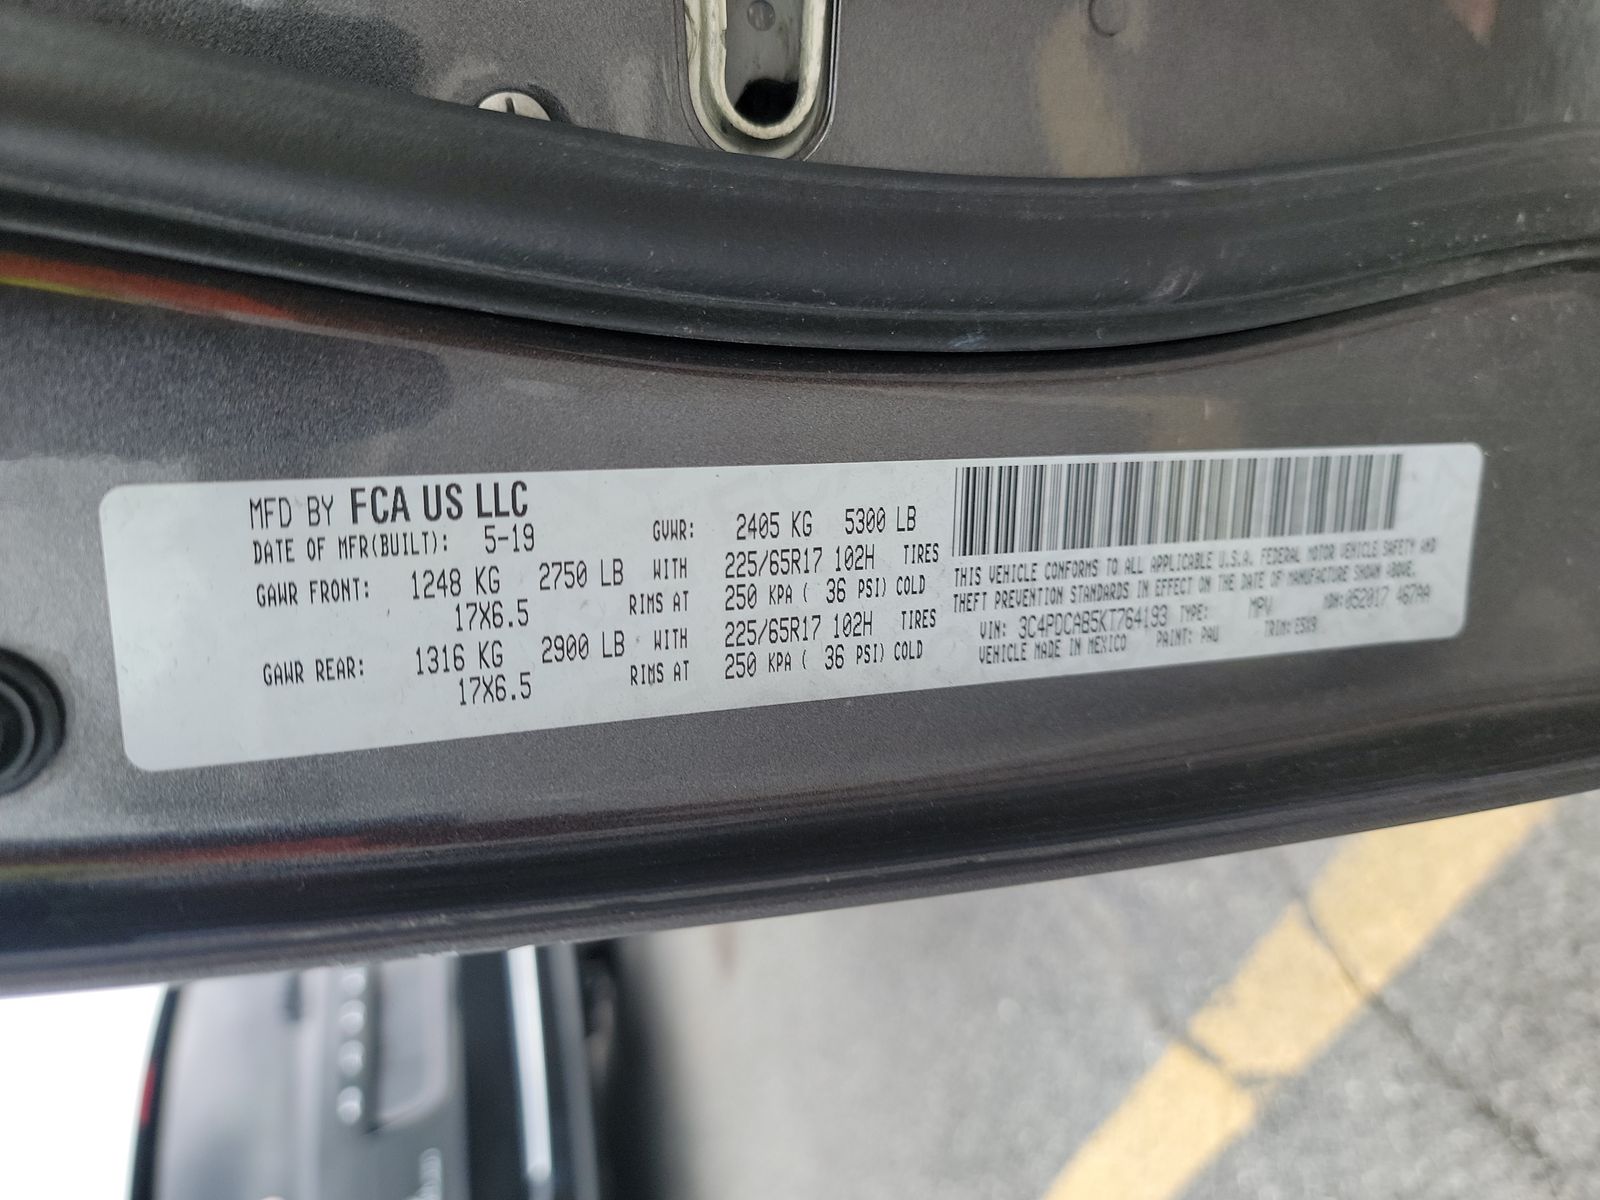 MFD BY FCA US LLC
DATE OF MFR(BUILT): 5-19 GVWR: 2405 KG 5300 LB
GAWR FRONT: 1248 KG 2750 LB WITH 225/65R17 102H TIRES
17X6.5 RIMS AT 250 KPA ( 36 PSI) COLD
GAWR REAR: 1316 KG 2900 LB WITH 225/65R17 102H TIRES
17X6.5 RIMS AT 250 KPA ( 36 PSI) COLD
THIS VEHICLE CONFORMS TO ALL APPLICABLE U.S.A. FEDERAL MOTOR VEHICLE SAFETY AND
THEFT PREVENTION STANDARDS IN EFFECT ON THE DATE OF MANUFACTURE SHOWN ABOVE.
VIN: 3C4PDCAB5KT764193 TYPE: MPV MDH:052017 467AA
VEHICLE MADE IN MEXICO PAINT: PAU TRIM: